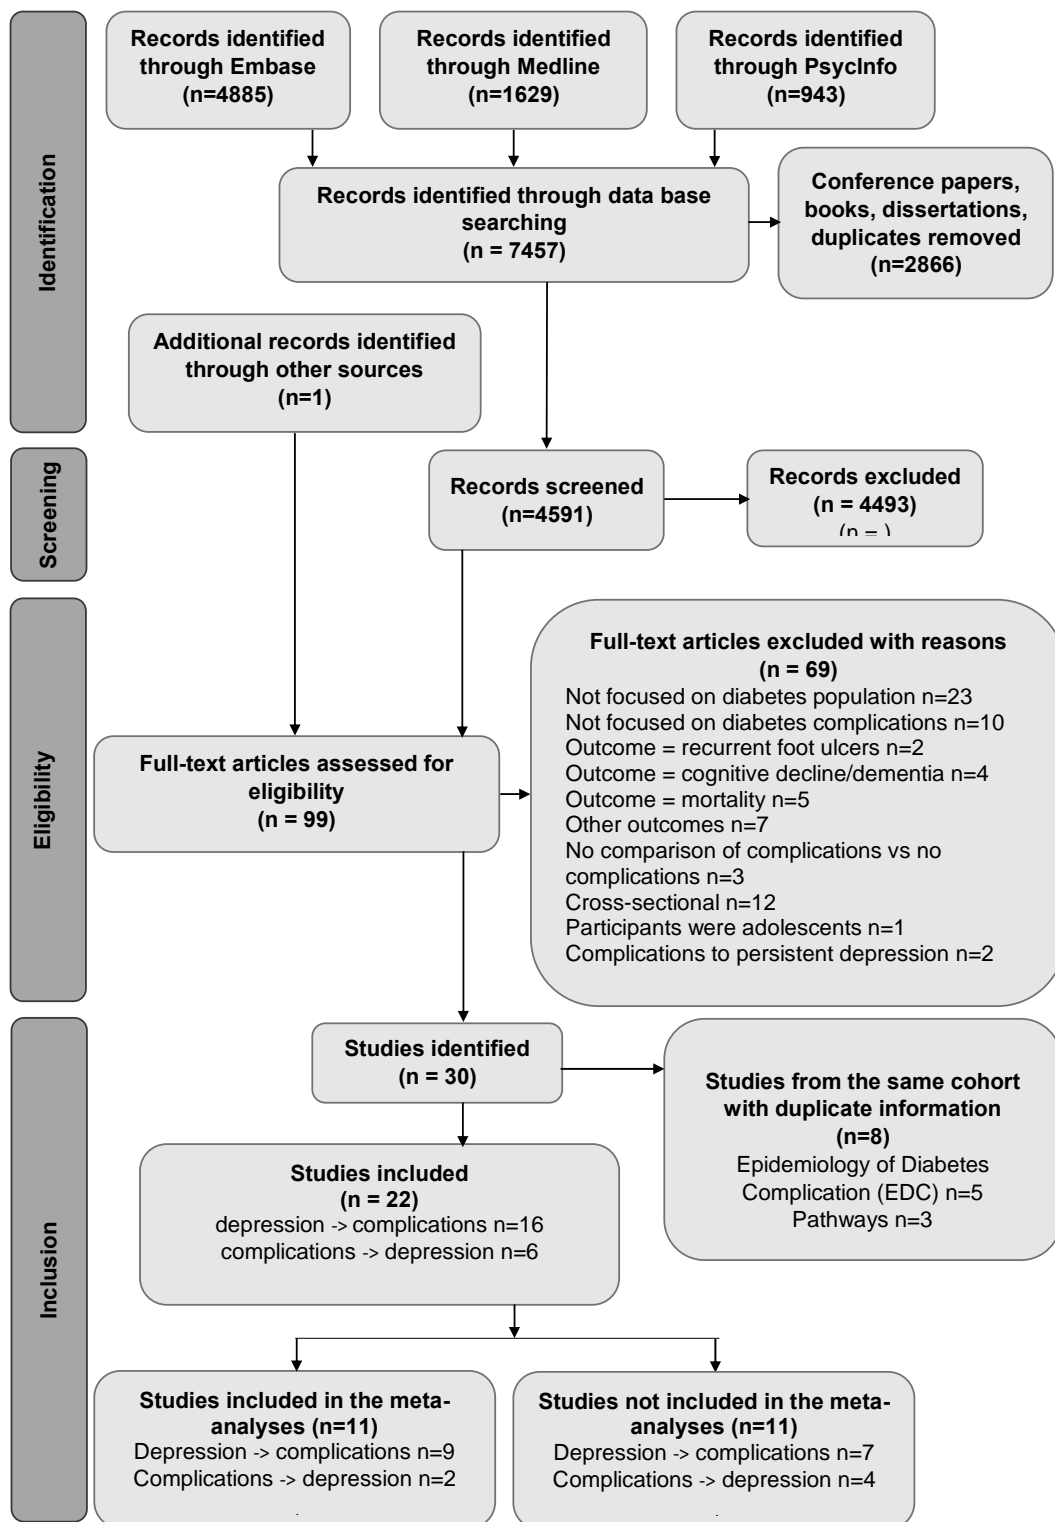 Identification
Records identified
through Embase
(n=4885)
Records identified
through Medline
(n=1629)
Records identified
through PsycInfo
(n=943)
Records identified through data base
searching
(n = 7457)
Conference papers,
books, dissertations,
duplicates removed
(n=2866)
Additional records identified
through other sources
(n=1)
Screening
Records screened
(n=4591)
Records excluded
(n = 4493)
(n = )
Eligibility
Full-text articles assessed for
eligibility
(n = 99)
Full-text articles excluded with reasons
(n = 69)
Not focused on diabetes population n=23
Not focused on diabetes complications n=10
Outcome = recurrent foot ulcers n=2
Outcome = cognitive decline/dementia n=4
Outcome = mortality n=5
Other outcomes n=7
No comparison of complications vs no
complications n=3
Cross-sectional n=12
Participants were adolescents n=1
Complications to persistent depression n=2
Inclusion
Studies identified
(n = 30)
Studies from the same cohort
with duplicate information
(n=8)
Epidemiology of Diabetes
Complication (EDC) n=5
Pathways n=3
Studies included
(n = 22)
depression -> complications n=16
complications -> depression n=6
Studies included in the meta-
analyses (n=11)
Depression -> complications n=9
Complications -> depression n=2
.
Studies not included in the meta-
analyses (n=11)
Depression -> complications n=7
Complications -> depression n=4
.